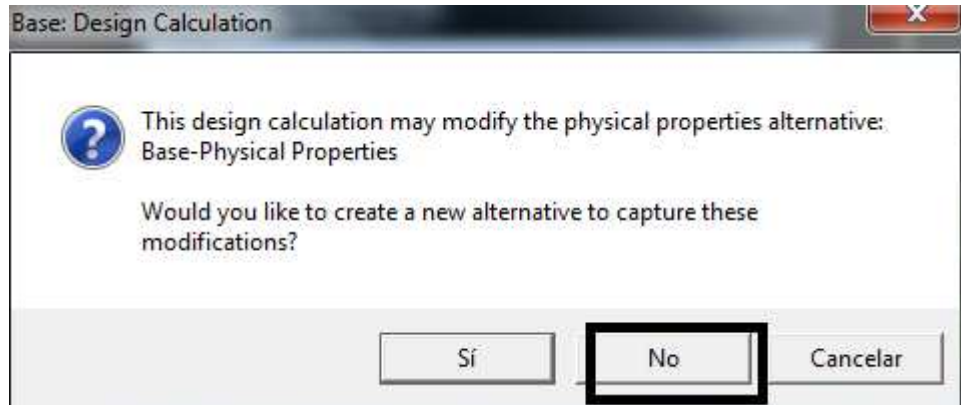 Base: Design Calculation
This design calculation may modify the physical properties alternative:
Base-Physical Properties
Would you like to create a new alternative to capture these
modifications?
Sí No Cancelar